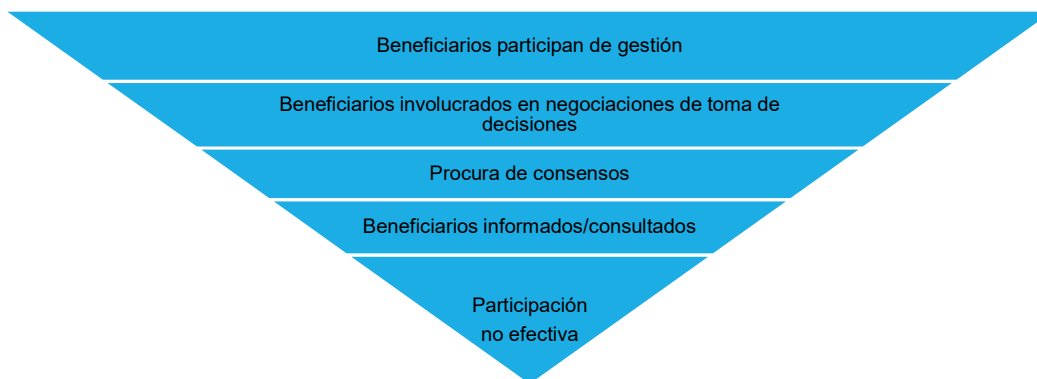 Beneficiarios participan de gestión
Beneficiarios involucrados en negociaciones de toma de
decisiones
Procura de consensos
Beneficiarios informados/consultados
Participación
no efectiva